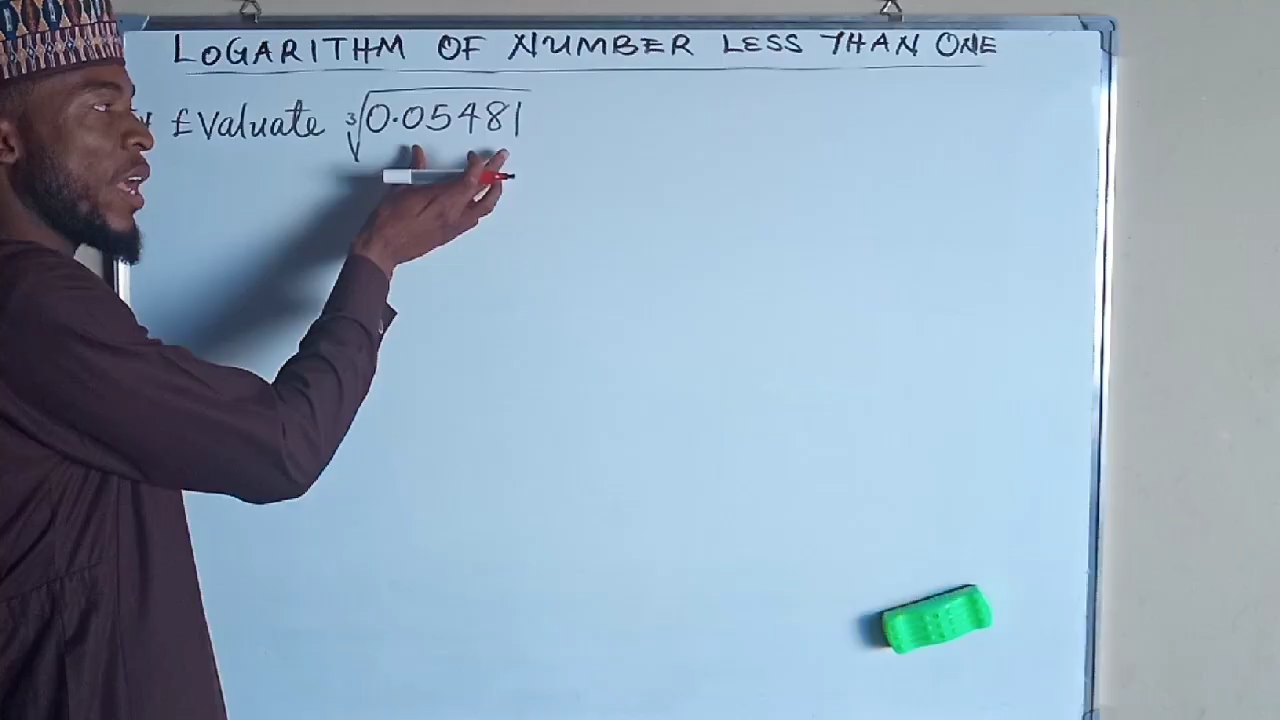 LOGARITHM OF NUMBER LESS THAN ONE
Evaluate ∛0.05481